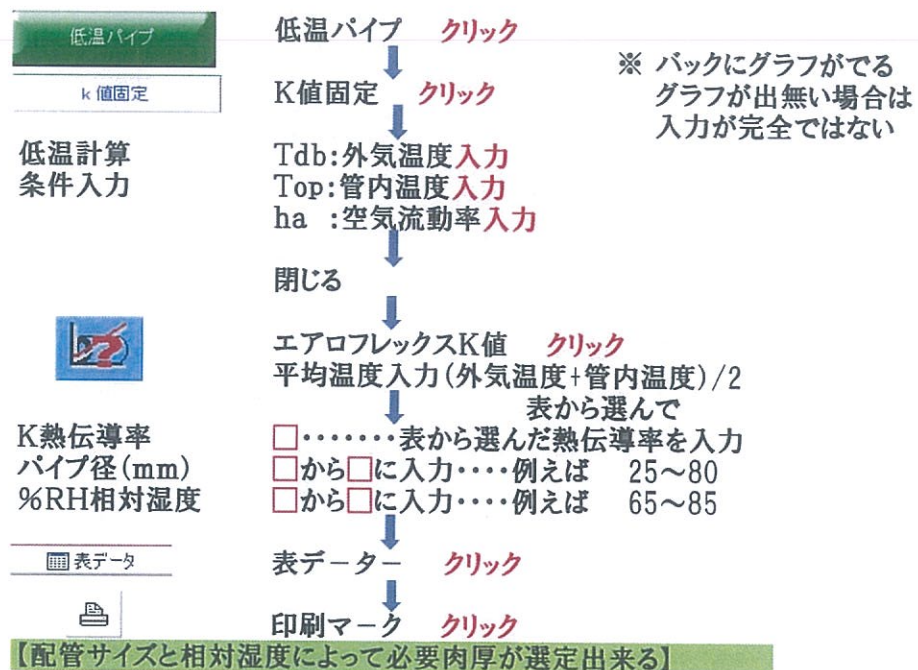 低温パイプ
低温パイプ クリック
k 値固定
K値固定 クリック
※ バックにグラフがでる
グラフが出無い場合は
入力が完全ではない
低温計算
条件入力
Tdb:外気温度入力
Top:管内温度入力
ha :空気流動率入力
閉じる
エアロフレックスK値 クリック
平均温度入力(外気温度+管内温度)/2
表から選んで
K熱伝導率 □・・・・・・・表から選んだ熱伝導率を入力
パイプ径(mm) □から□に入力・・・・例えば 25～80
%RH相対湿度 □から□に入力・・・・例えば 65～85
表データ
表データー クリック
印刷マーク クリック
【配管サイズと相対湿度によって必要肉厚が選定出来る】